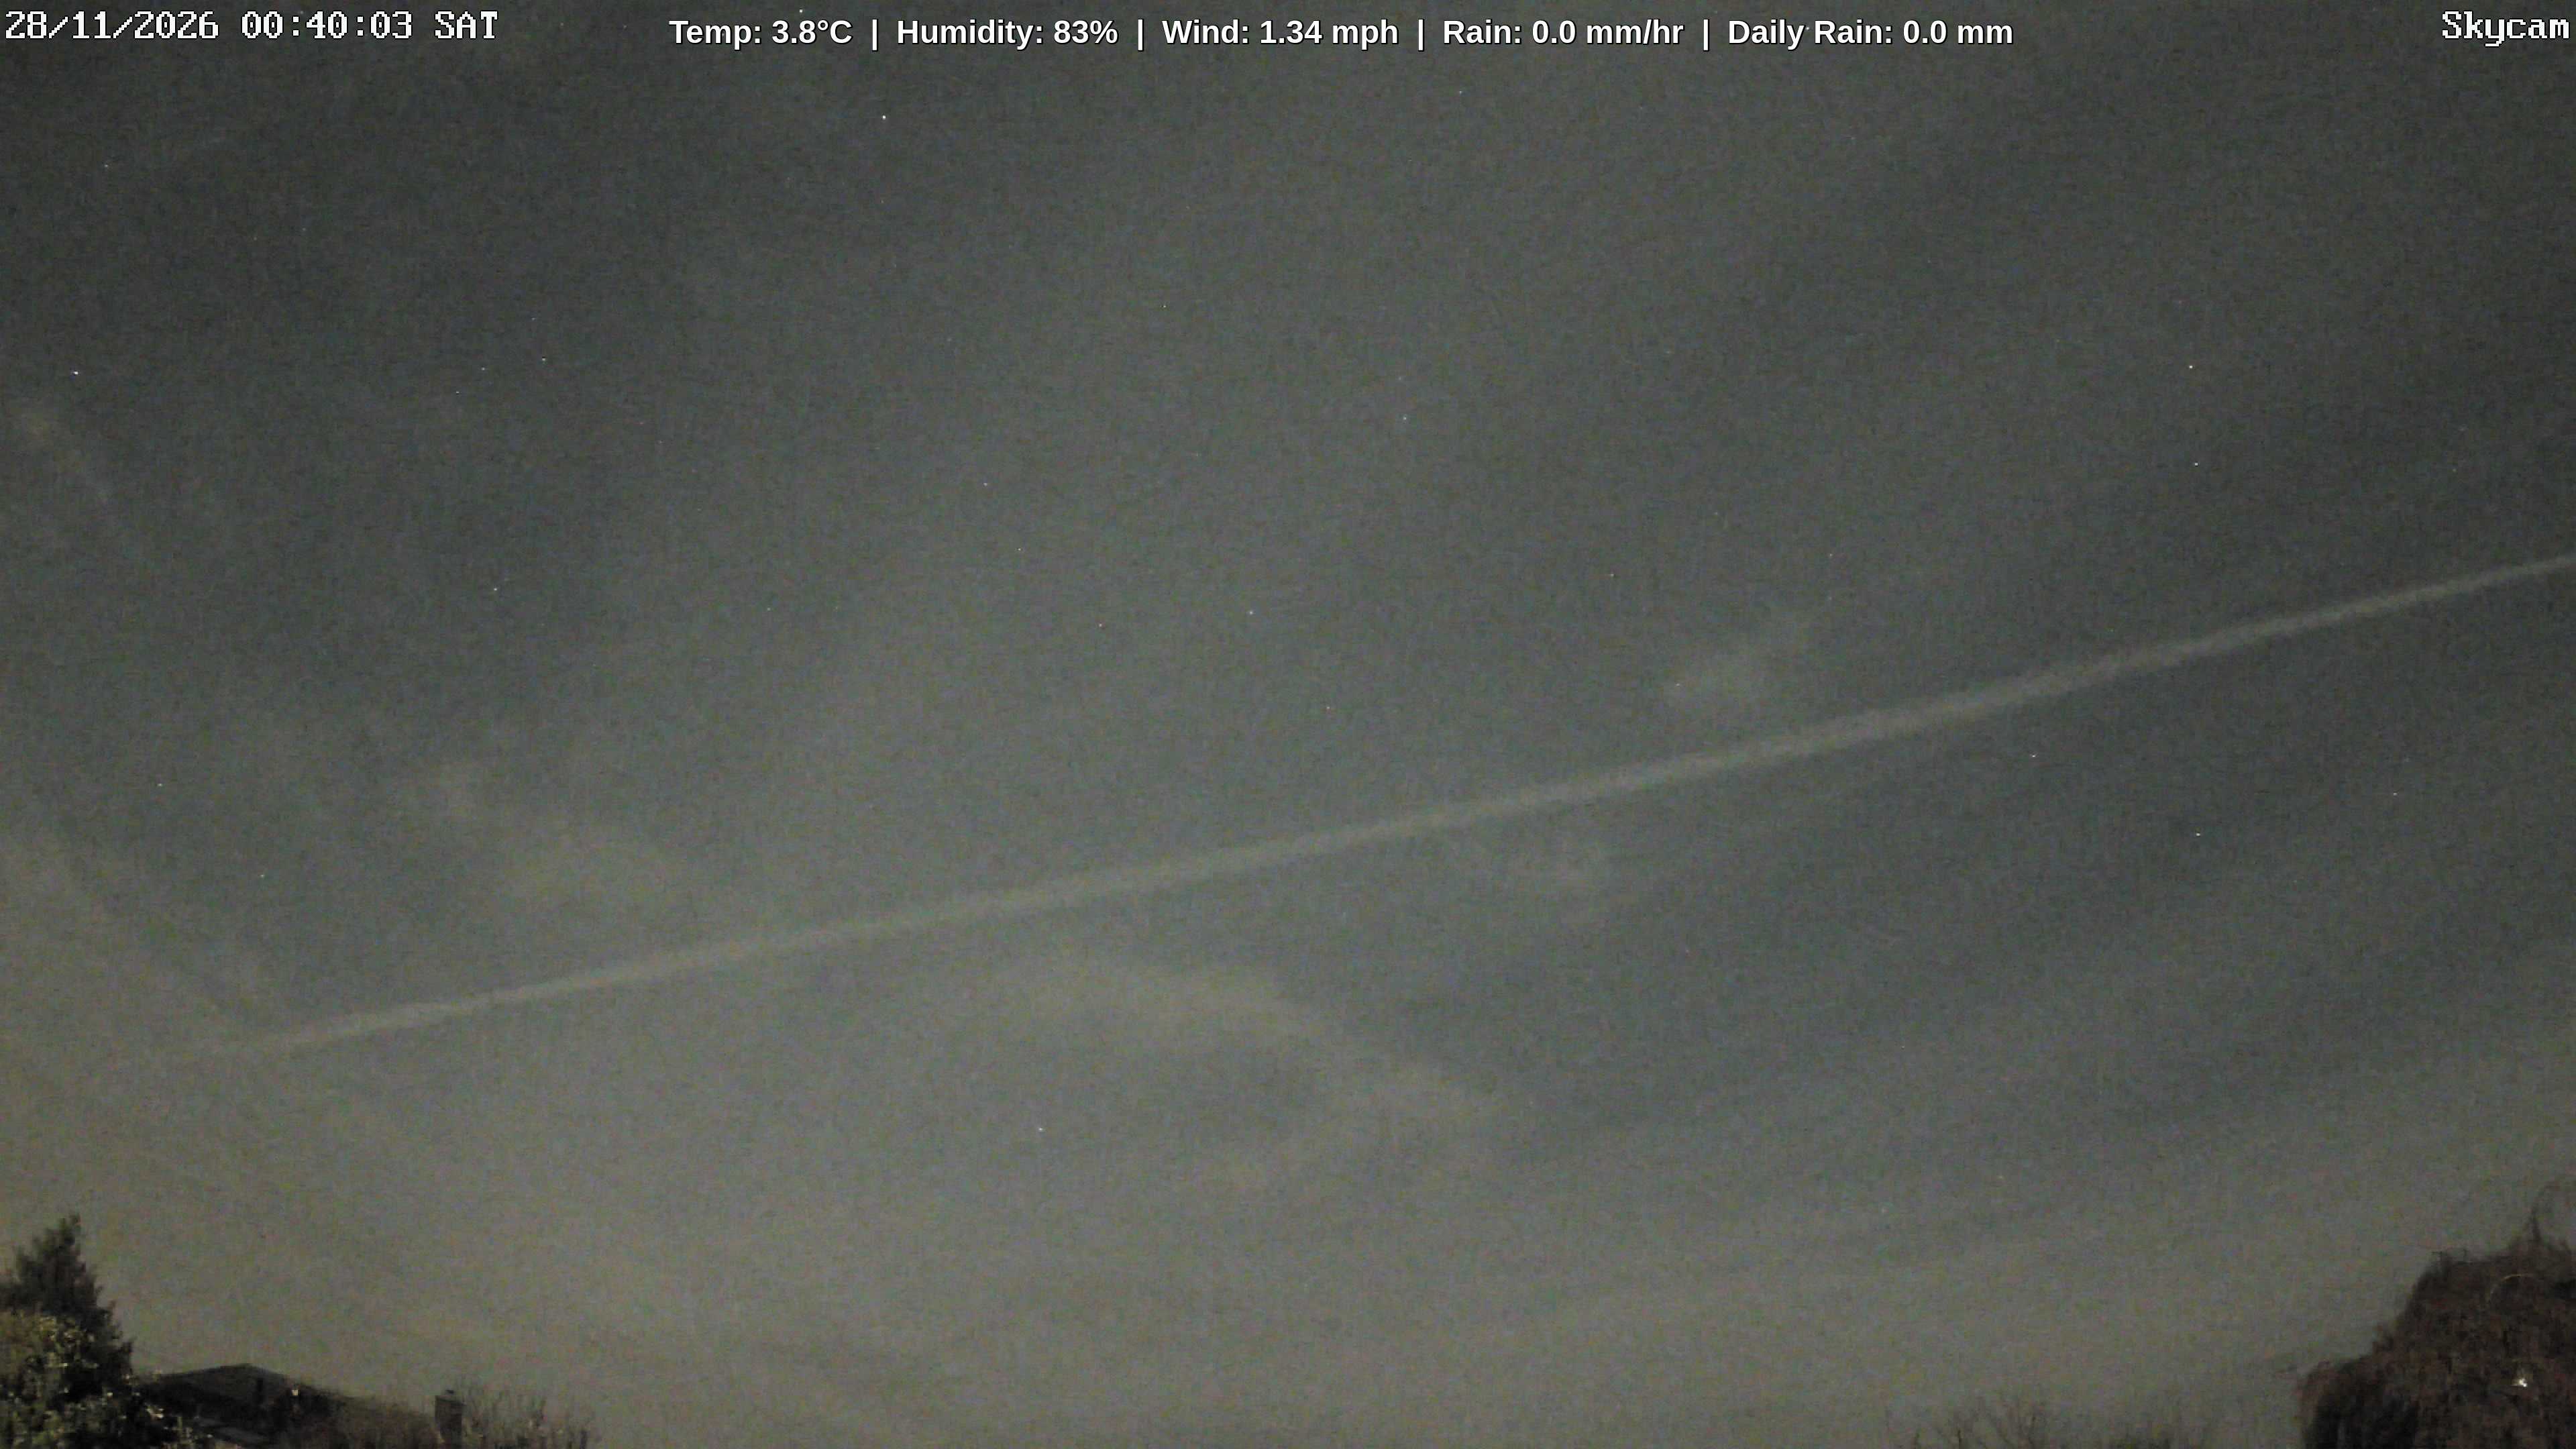 28/11/2026 00:40:03 SAT
Temp: 3.8°C | Humidity: 83% | Wind: 1.34 mph | Rain: 0.0 mm/hr | Daily Rain: 0.0 mm
Skycam